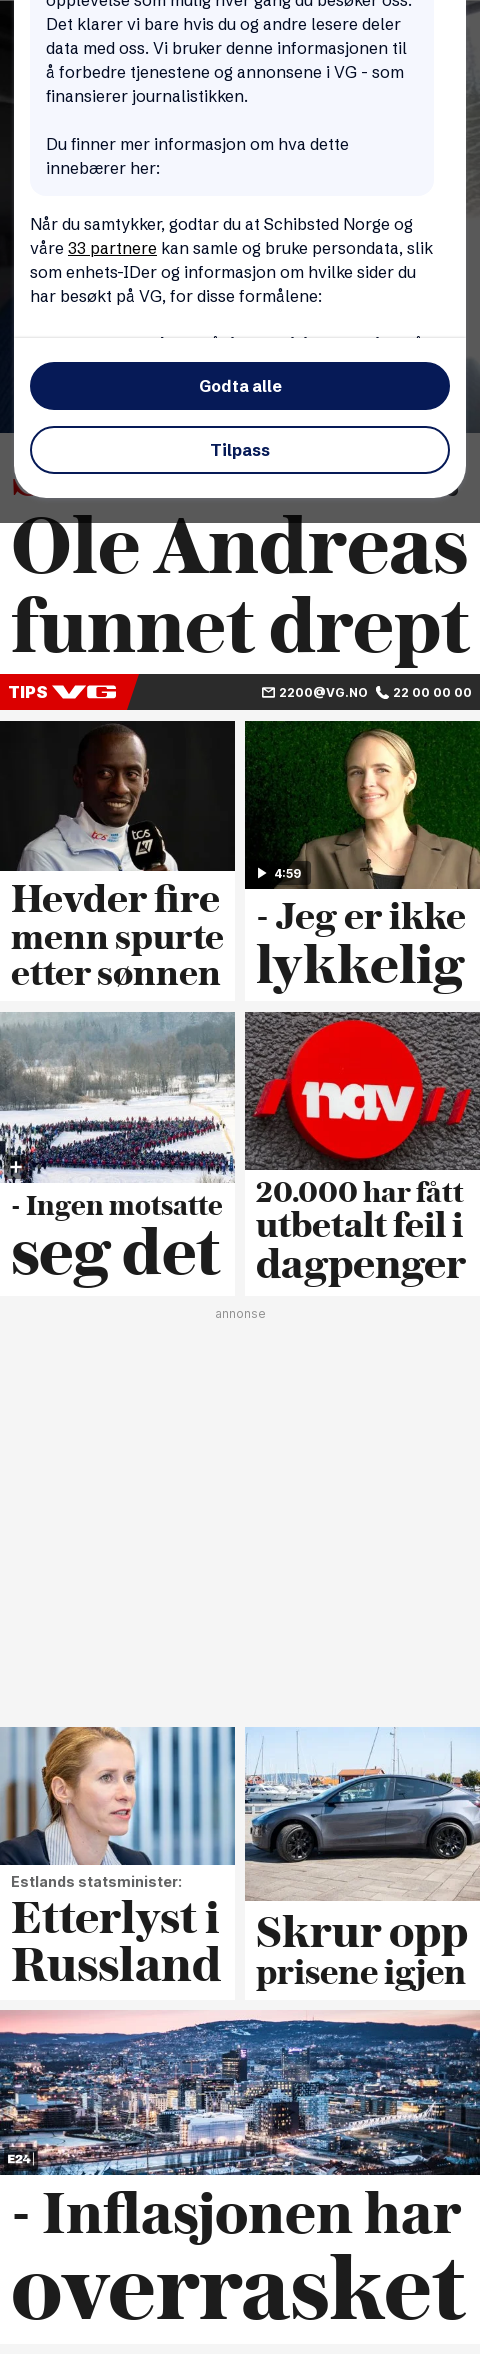 opplevelse som mulig hver gang du besøker oss.
Det klarer vi bare hvis du og andre lesere deler
data med oss. Vi bruker denne informasjonen til
å forbedre tjenestene og annonsene i VG - som
finansierer journalistikken.
Du finner mer informasjon om hva dette
innebærer her:
Når du samtykker, godtar du at Schibsted Norge og
våre 33 partnere kan samle og bruke persondata, slik
som enhets-IDer og informasjon om hvilke sider du
har besøkt på VG, for disse formålene:
Godta alle
Tilpass
Ole Andreas
funnet drept
TIPS VG
2200@VG.NO 22 00 00 00
Hevder fire
menn spurte
etter sønnen
tcs
tcs
4:59
- Jeg er ikke
lykkelig
- Ingen motsatte
seg det
nav
20.000 har fått
utbetalt feil i
dagpenger
annonse
Estlands statsminister:
Etterlyst i
Russland
Skrur opp
prisene igjen
E24
- Inflasjonen har
overrasket